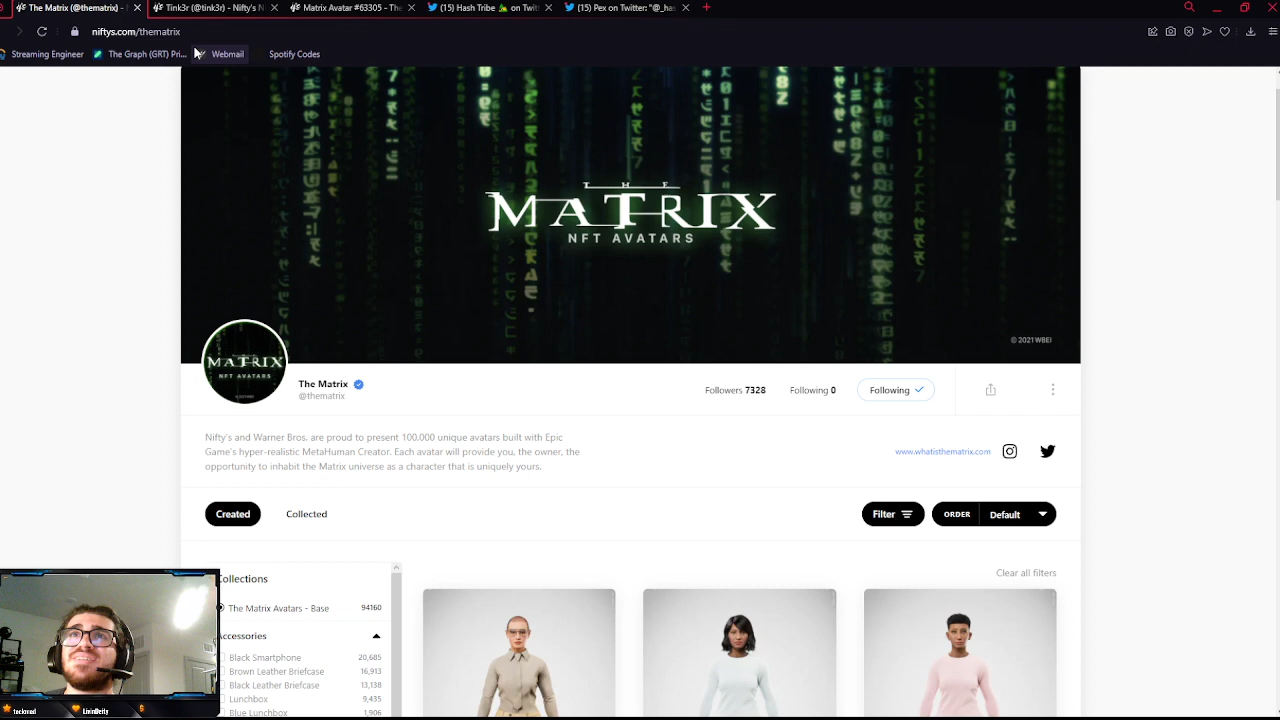 The Matrix (@thematrix) -
Tink3r (@tink3r) - Nifty's N
Matrix Avatar #63305 - The
(15) Hash Tribe on Twitt
(15) Pex on Twitter: "@_has
niftys.com/thematrix
Streaming Engineer
The Graph (GRT) Pri...
Webmail
Spotify Codes
THE
MATRIX
NFT AVATARS
© 2021 WBEI
MATRIX
NFT AVATARS
The Matrix
@thematrix
Followers 7328
Following 0
Following
Nifty's and Warner Bros. are proud to present 100,000 unique avatars built with Epic
Game's hyper-realistic MetaHuman Creator. Each avatar will provide you, the owner, the
opportunity to inhabit the Matrix universe as a character that is uniquely yours.
www.whatisthematrix.com
Created
Collected
Filter
ORDER
Default
Clear all filters
Collections
The Matrix Avatars - Base 94160
Accessories
Black Smartphone 20,685
Brown Leather Briefcase 16,913
Black Leather Briefcase 13,138
Lunchbox 9,435
Blue Lunchbox 1,906